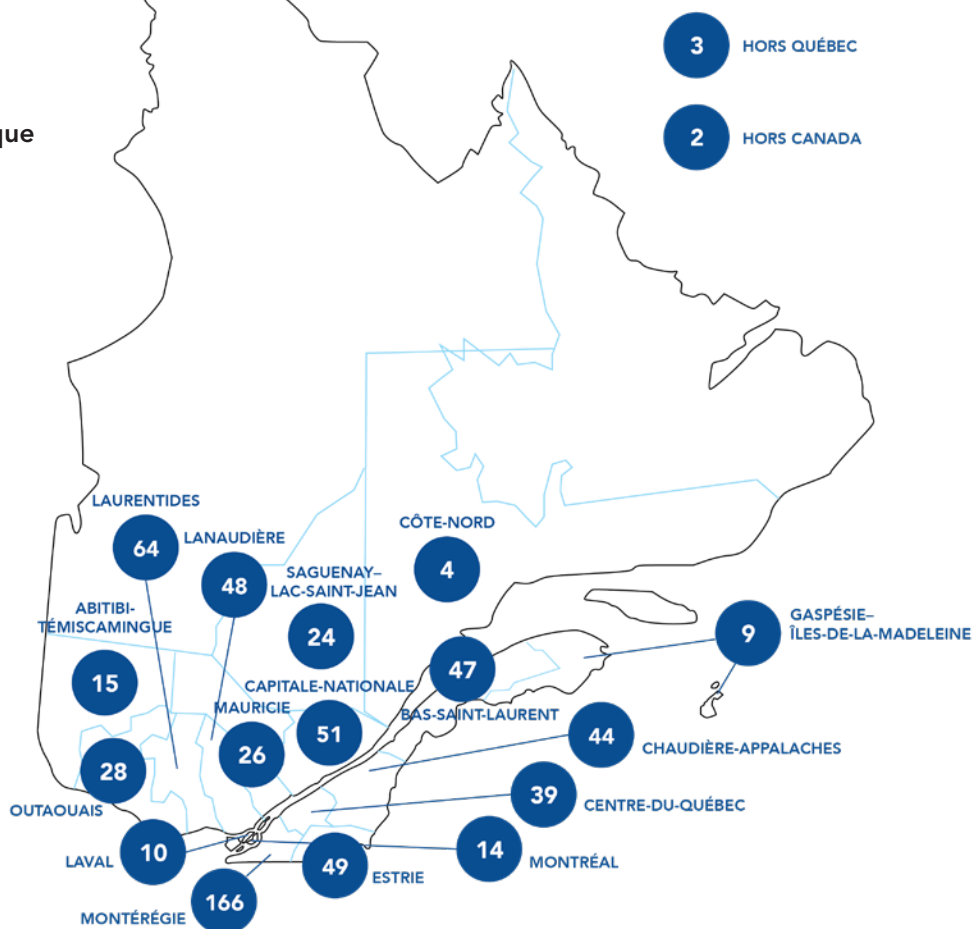 3 HORS QUÉBEC
2 HORS CANADA
que
LAURENTIDES
64
LANAUDIÈRE
48
CÔTE-NORD
4
SAGUENAY–
LAC-SAINT-JEAN
24
ABITIBI-
TÉMISCAMINGUE
15
9
GASPÉSIE–
ÎLES-DE-LA-MADELEINE
47
BAS-SAINT-LAURENT
CAPITALE-NATIONALE
51
MAURICIE
26
44
CHAUDIÈRE-APPALACHES
28
OUTAOUAIS
39
CENTRE-DU-QUÉBEC
LAVAL
10
14
MONTRÉAL
49
ESTRIE
166
MONTÉRÉGIE